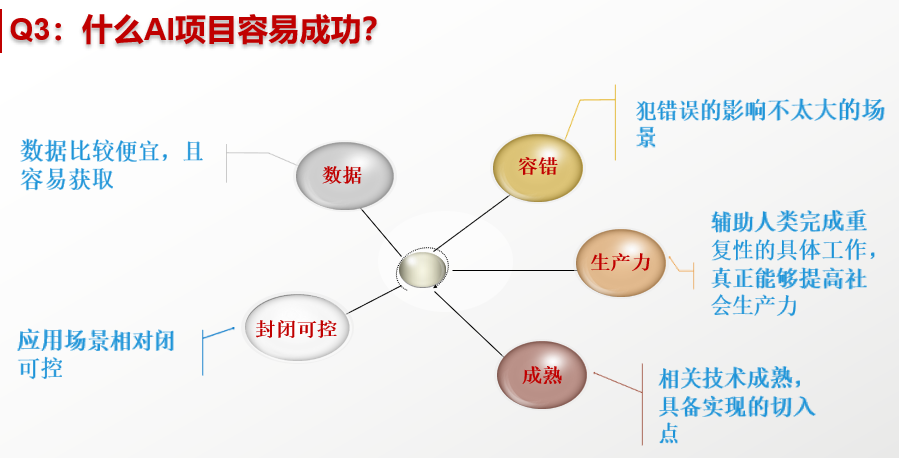 Q3：什么AI项目容易成功？
犯错误的影响不太大的场
景
数据比较便宜，且
容易获取
数据
容错
辅助人类完成重
复性的具体工作，
真正能够提高社
会生产力
生产力
封闭可控
应用场景相对闭
可控
成熟
相关技术成熟，
具备实现的切入
点